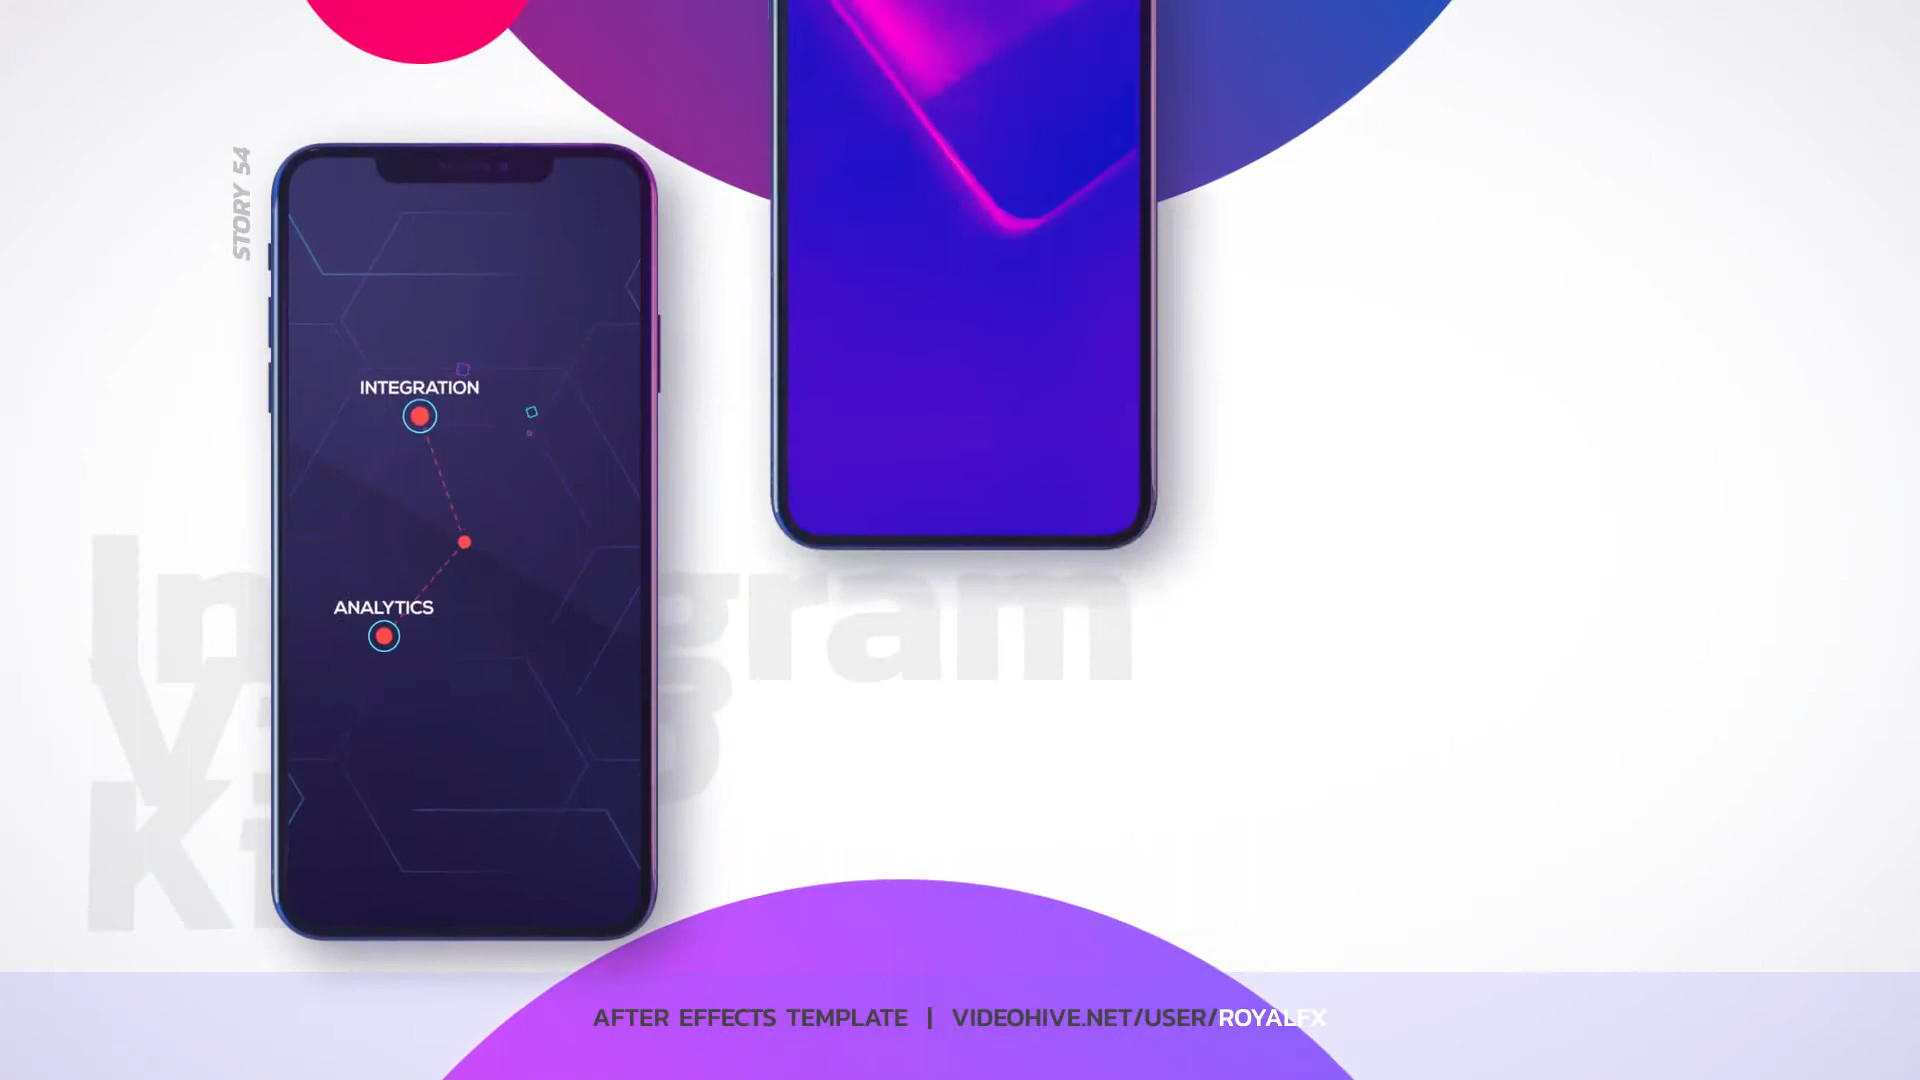 STORY 54
INTEGRATION
ANALYTICS
AFTER EFFECTS TEMPLATE | VIDEOHIVE.NET/USER/ROYALFX